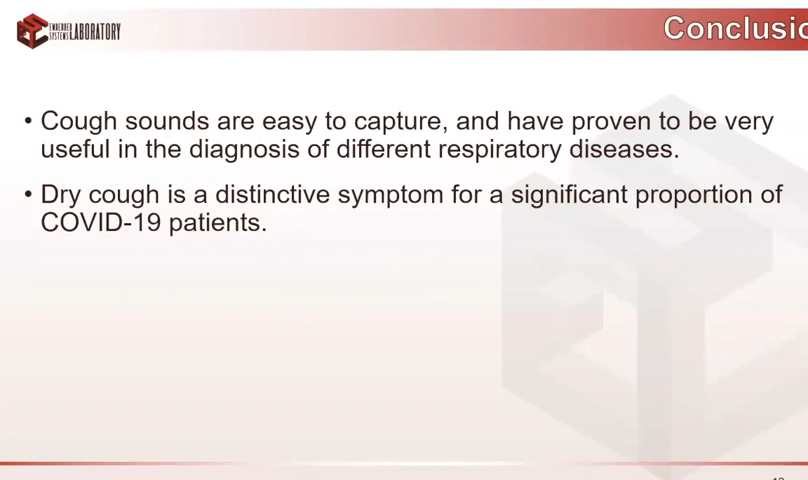 EMBEDDED
SYSTEMS LABORATORY
Conclusio
• Cough sounds are easy to capture, and have proven to be very
useful in the diagnosis of different respiratory diseases.
• Dry cough is a distinctive symptom for a significant proportion of
COVID-19 patients.